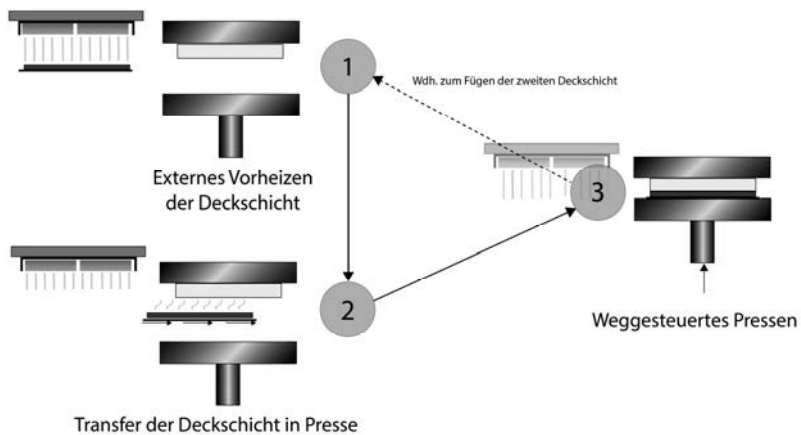 1
Wdh. zum Fügen der zweiten Deckschicht
3
Externes Vorheizen
der Deckschicht
2
Weggesteuertes Pressen
Transfer der Deckschicht in Presse